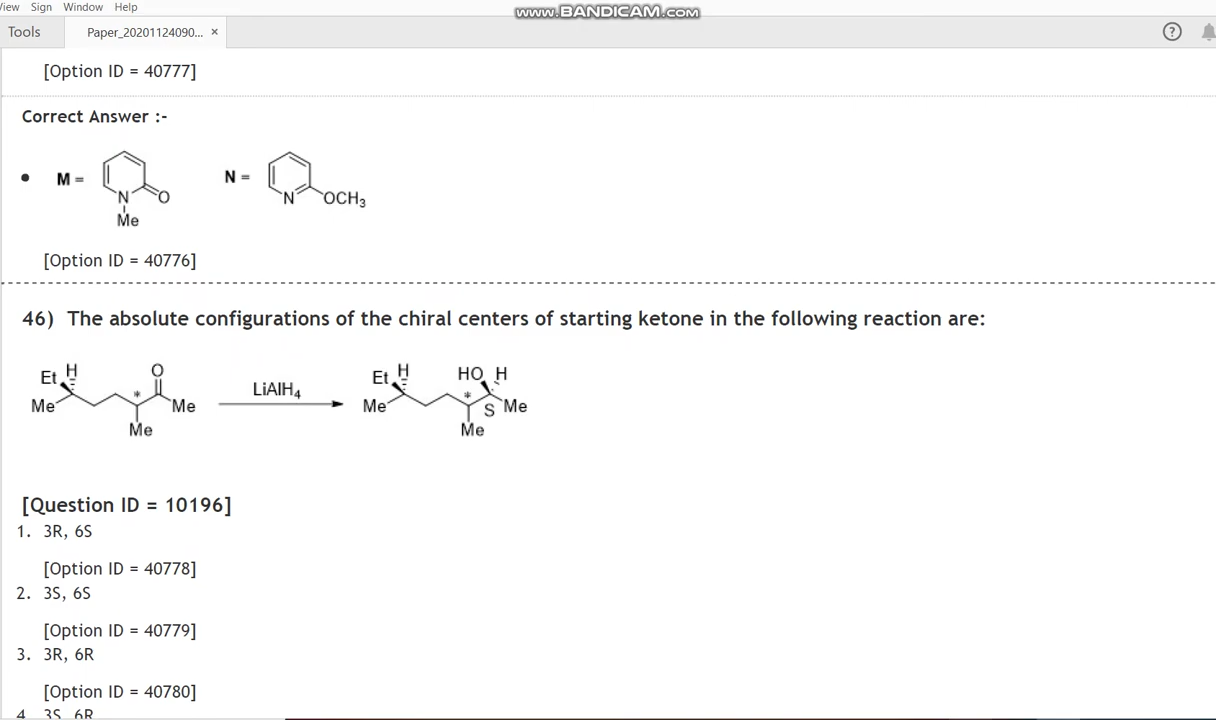 View Sign Window Help
www.BANDICAM.com
Tools Paper_20201124090... ×
[Option ID = 40777]
Correct Answer :-
M = N =
N O N OCH3
Me
[Option ID = 40776]
46) The absolute configurations of the chiral centers of starting ketone in the following reaction are:
Et H O Et H HO H
LiAlH4
Me * Me Me * S Me
Me Me
[Question ID = 10196]
1. 3R, 6S
[Option ID = 40778]
2. 3S, 6S
[Option ID = 40779]
3. 3R, 6R
[Option ID = 40780]
4. 3S, 6R